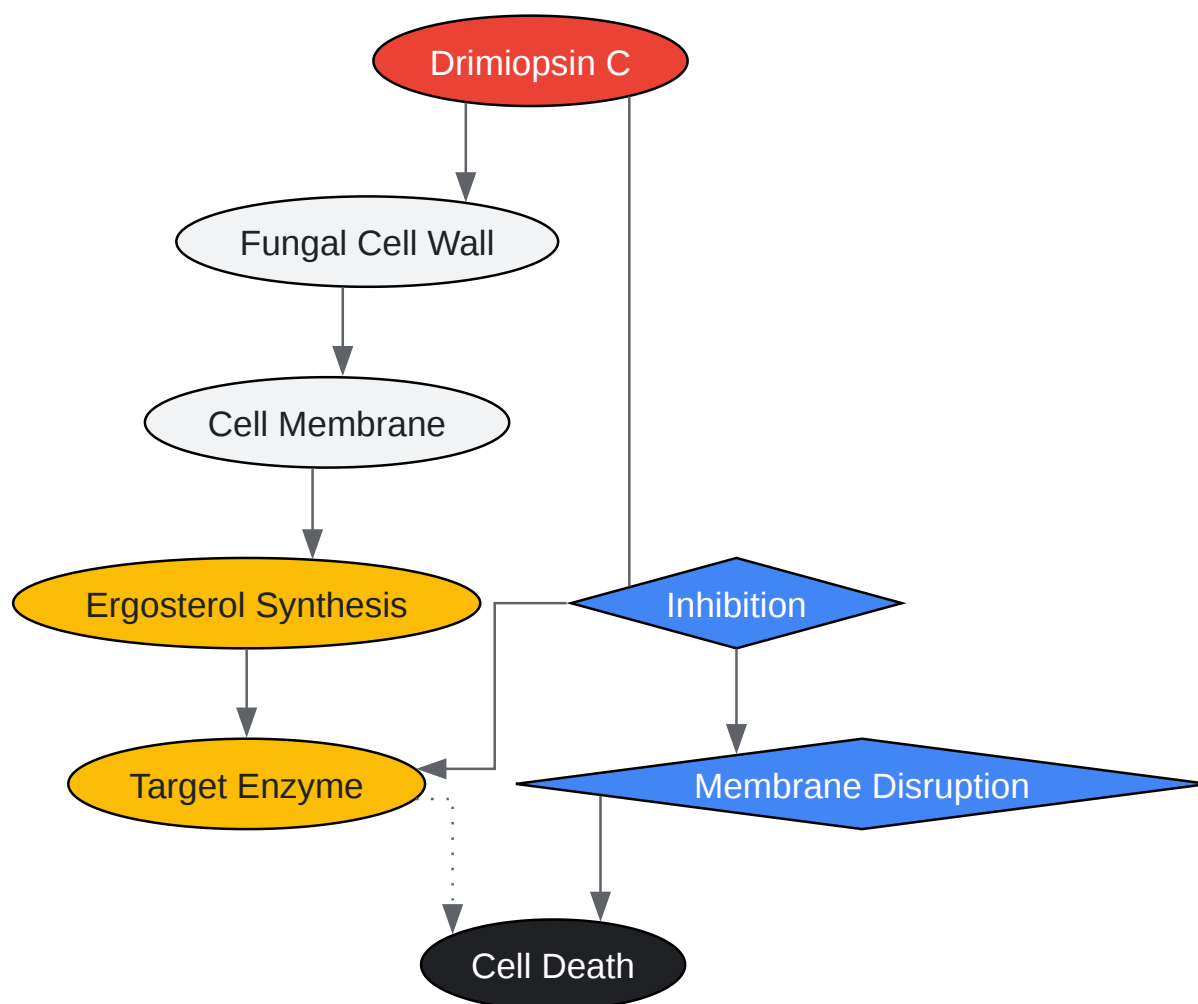 Drimiopsin C
Fungal Cell Wall
Cell Membrane
Ergosterol Synthesis
Inhibition
Target Enzyme
Membrane Disruption
Cell Death